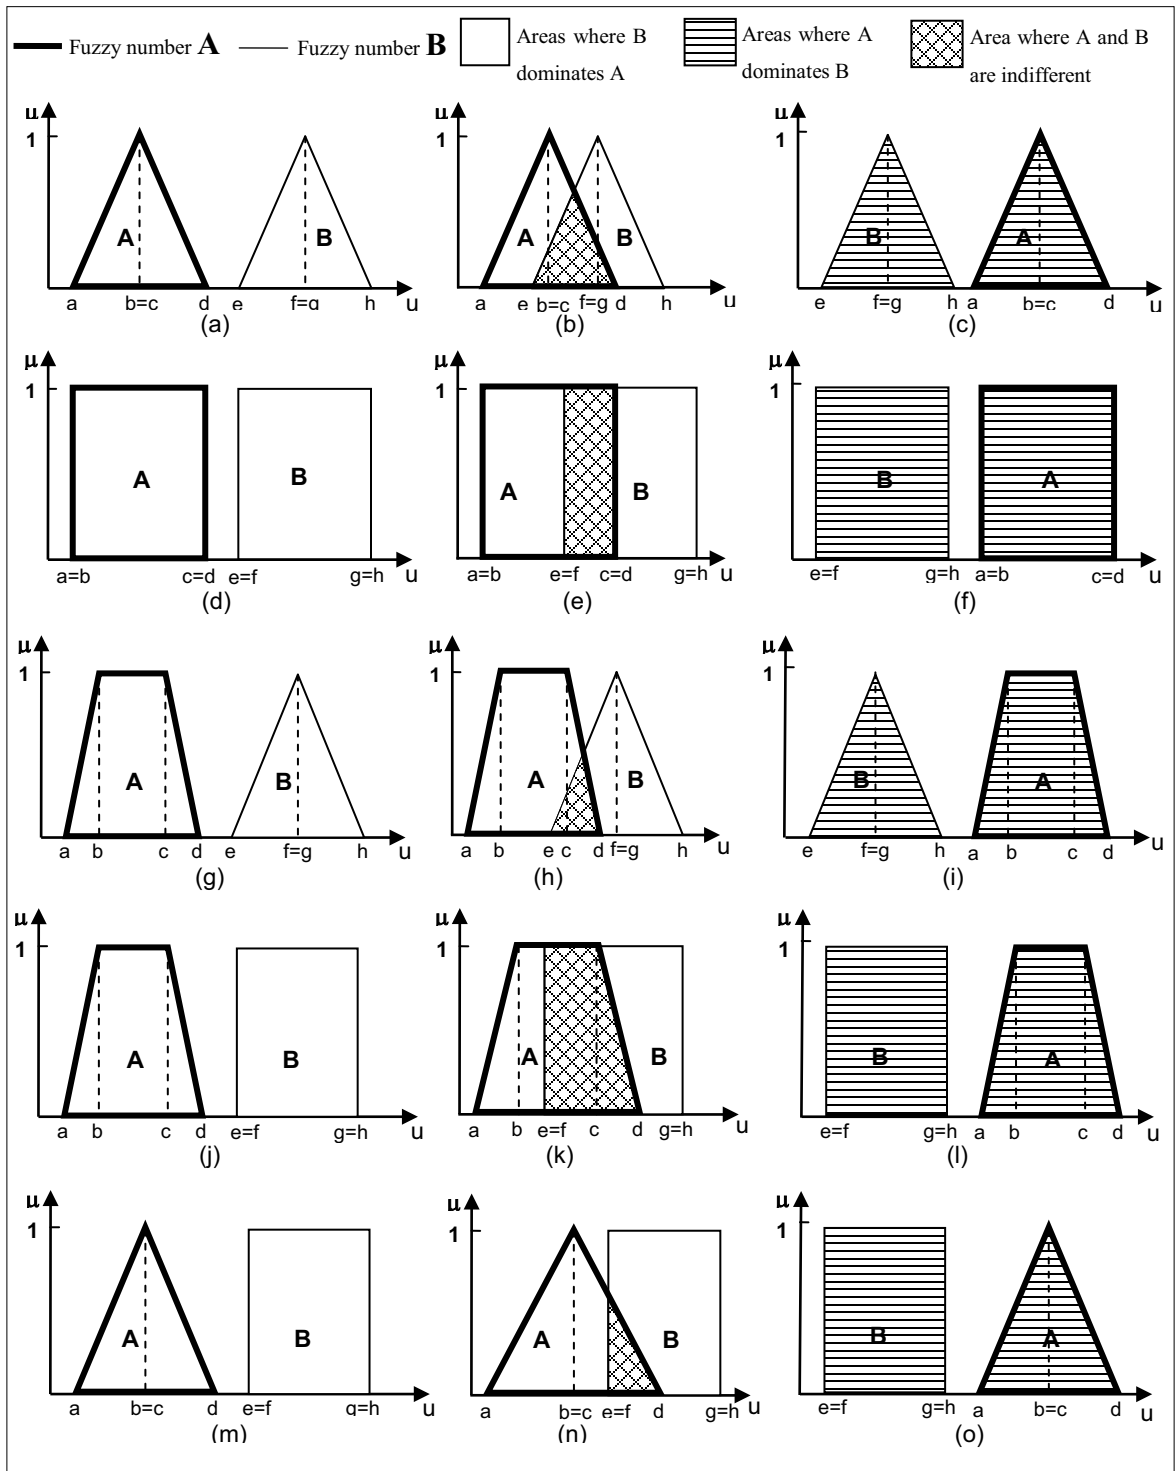 Fuzzy number A Fuzzy number B Areas where B Areas where A Area where A and B
dominates A dominates B are indifferent
μ μ μ
1 1 1
A B A B B A
a b=c d e f=g h u a e b=c f=g d h u e f=g h a b=c d u
(a) (b) (c)
μ μ μ
1 1 1
A B A B B A
a=b c=d e=f g=h u a=b e=f c=d g=h u e=f g=h a=b c=d u
(d) (e) (f)
μ μ μ
1 1 1
A B A B B A
a b c d e f=g h u a b e c d f=g h u e f=g h a b c d u
(g) (h) (i)
μ μ μ
1 1 1
A B A B B A
a b c d e=f g=h u a b e=f c d g=h u e=f g=h a b c d u
(j) (k) (l)
μ μ μ
1 1 1
A B A B B A
a b=c d e=f g=h u a b=c e=f d g=h u e=f g=h a b=c d u
(m) (n) (o)